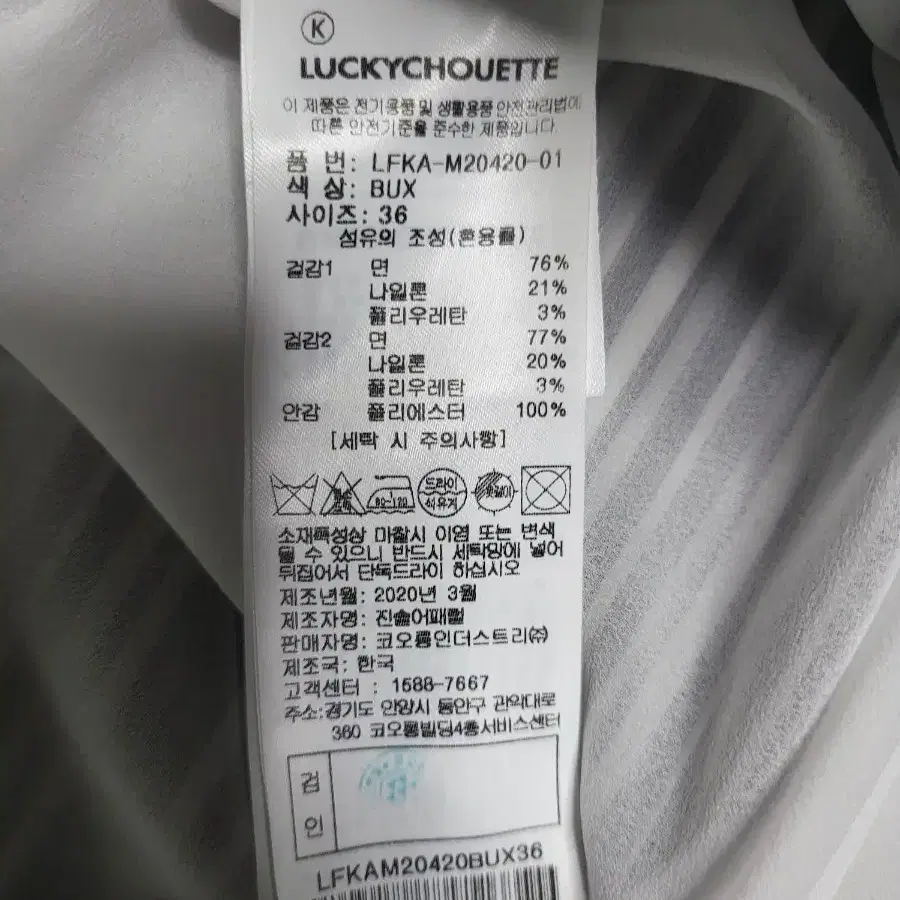 K
LUCKYCHOUETTE
이 제품은 전기용품 및 생활용품 안전관리법에
따른 안전기준을 준수한 제품입니다.
품 번: LFKA-M20420-01
색 상: BUX
사이즈: 36
섬유의 조성(혼용률)
겉감1 면 76%
나일론 21%
폴리우레탄 3%
겉감2 면 77%
나일론 20%
폴리우레탄 3%
안감 폴리에스터 100%
[세탁 시 주의사항]
80~120 드라이 석유계
소재특성상 마찰시 이염 또는 변색
될 수 있으니 반드시 세탁망에 넣어
뒤집어서 단독드라이 하십시오
제조년월: 2020년 3월
제조자명: 진솔어패럴
판매자명: 코오롱인더스트리㈜
제조국: 한국
고객센터 : 1588-7667
주소:경기도 안양시 동안구 관악대로
360 코오롱빌딩4층서비스센터
검
인
LFKAM20420BUX36